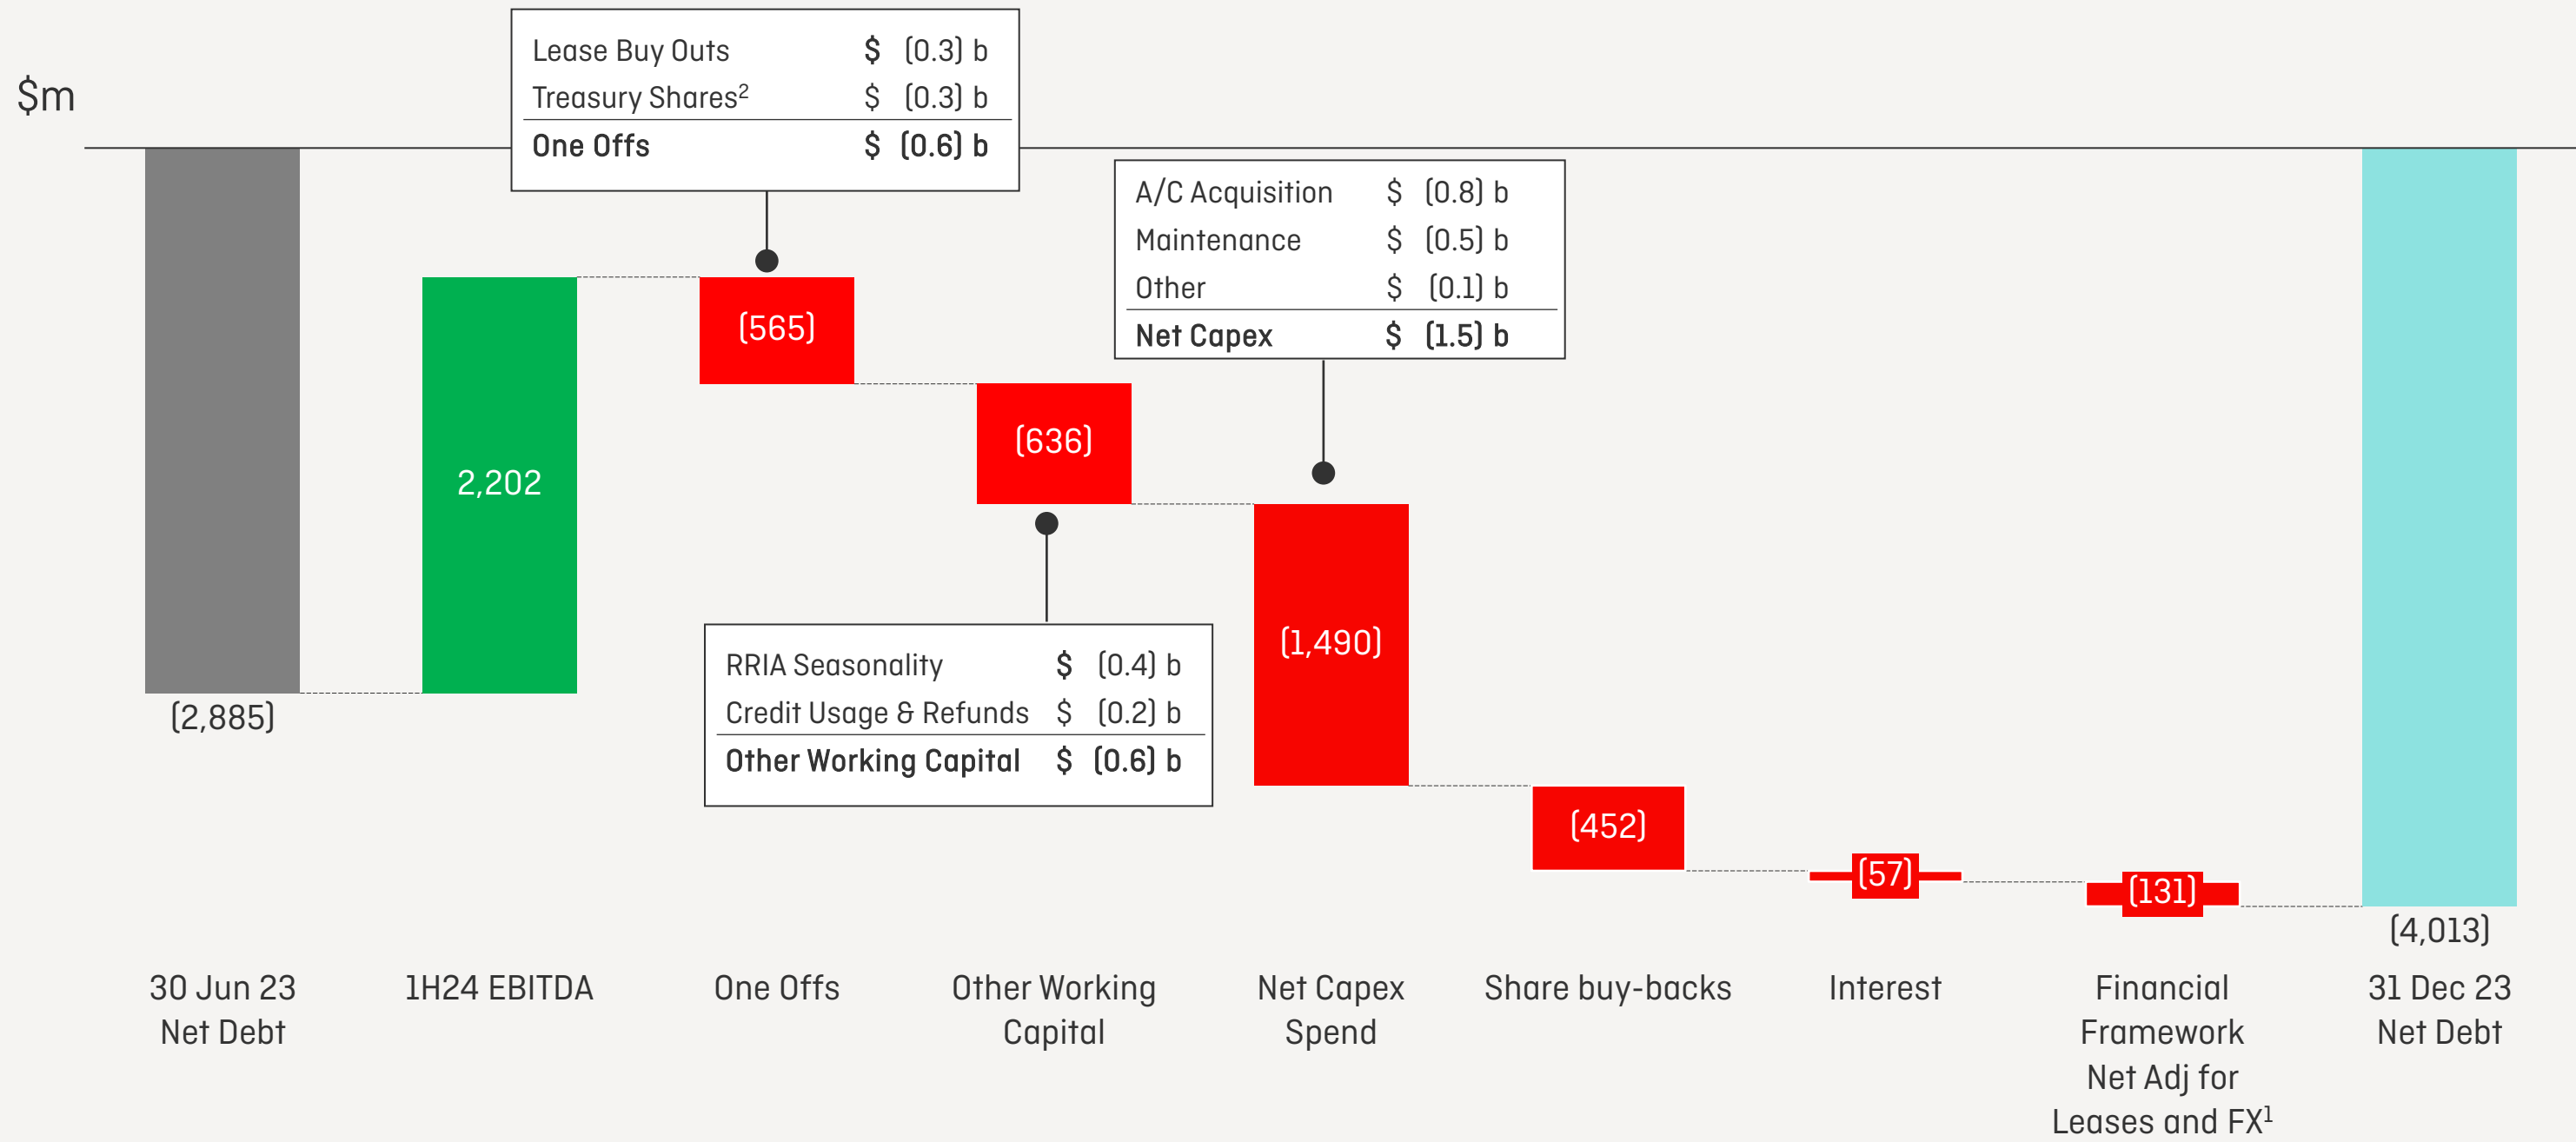 $m
Lease Buy Outs $ (0.3) b
Treasury Shares² $ (0.3) b
One Offs $ (0.6) b
A/C Acquisition $ (0.8) b
Maintenance $ (0.5) b
Other $ (0.1) b
Net Capex $ (1.5) b
(565)
(636)
2,202
(1,490)
RRIA Seasonality $ (0.4) b
Credit Usage & Refunds $ (0.2) b
Other Working Capital $ (0.6) b
(2,885)
(452)
(57)
(131)
(4,013)
30 Jun 23
Net Debt
1H24 EBITDA
One Offs
Other Working
Capital
Net Capex
Spend
Share buy-backs
Interest
Financial
Framework
Net Adj for
Leases and FX¹
31 Dec 23
Net Debt